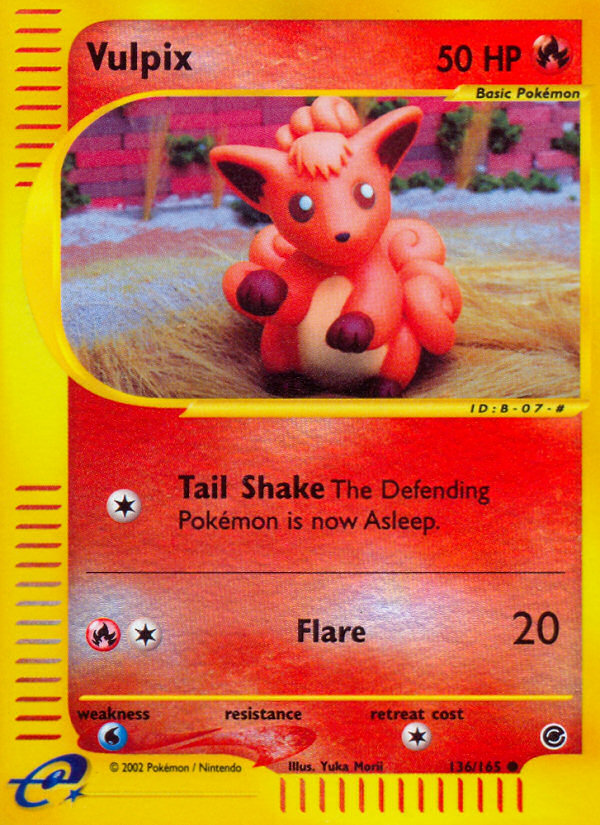 Vulpix 50 HP
Basic Pokémon
ID:B-07-#
Tail Shake The Defending
Pokémon is now Asleep.
Flare 20
weakness resistance retreat cost
© 2002 Pokémon / Nintendo Illus. Yuka Morii 136/165